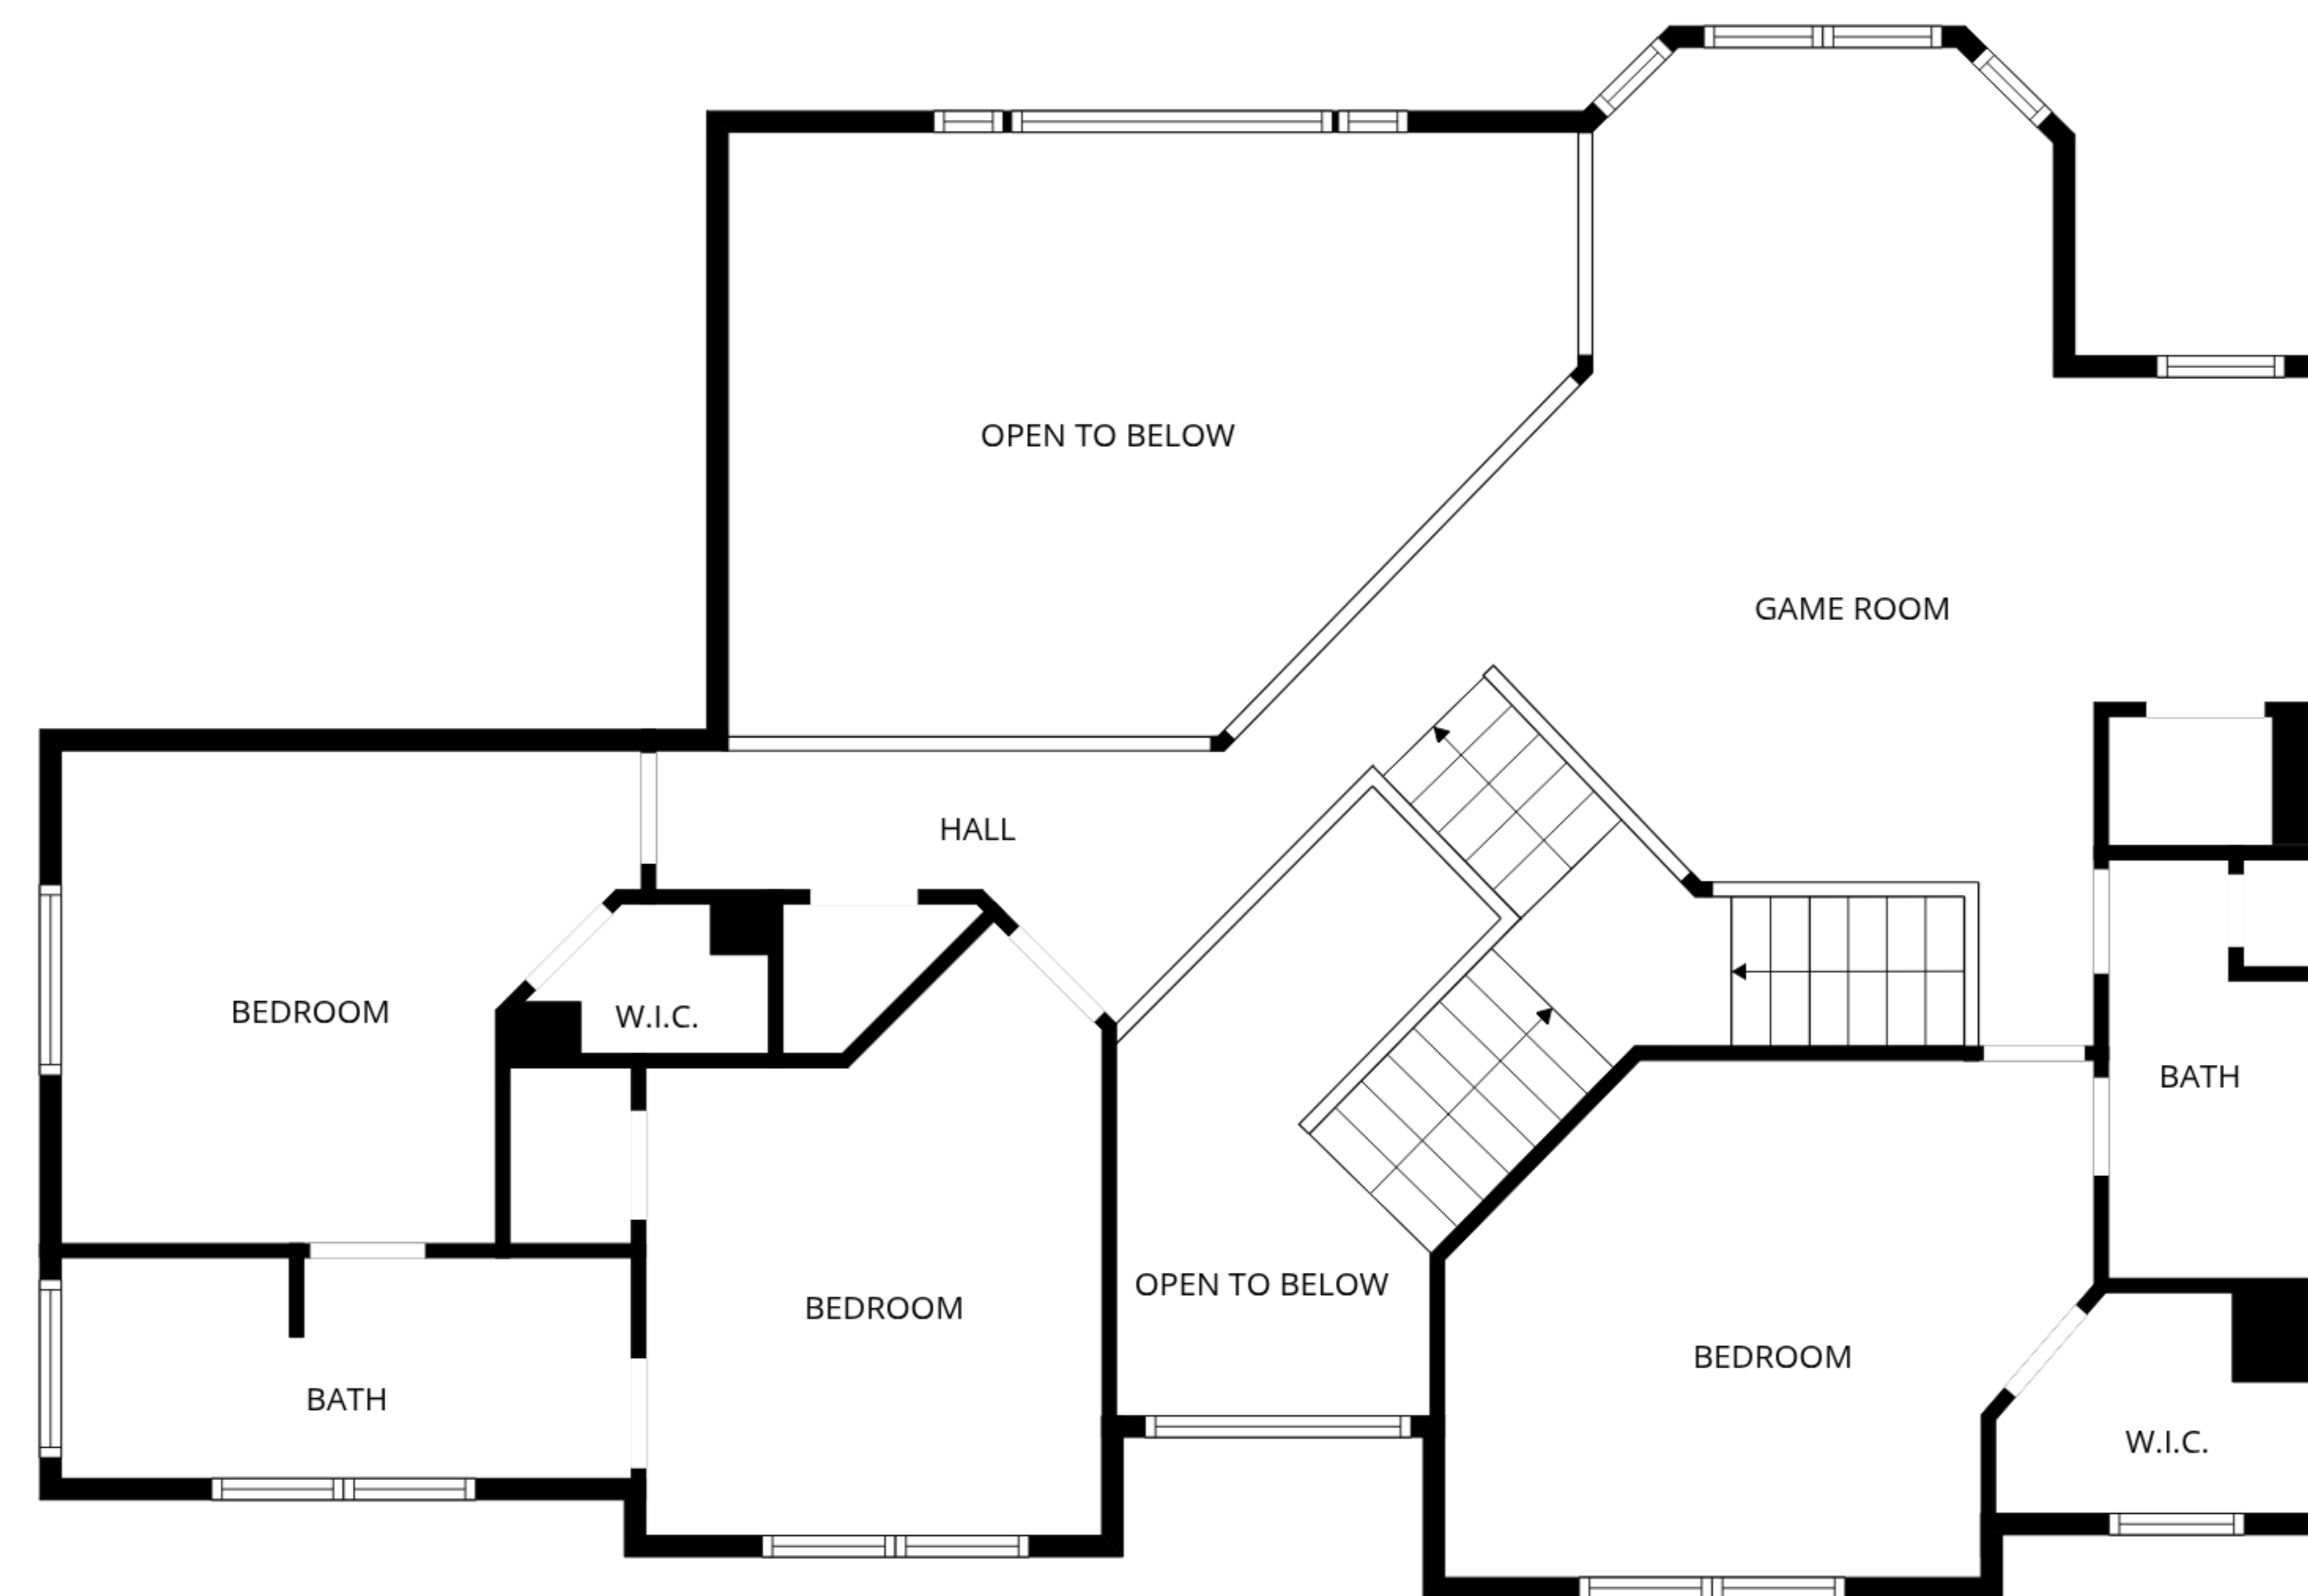 OPEN TO BELOW
GAME ROOM
HALL
BEDROOM
W.I.C.
BATH
OPEN TO BELOW
BEDROOM
BEDROOM
BATH
W.I.C.